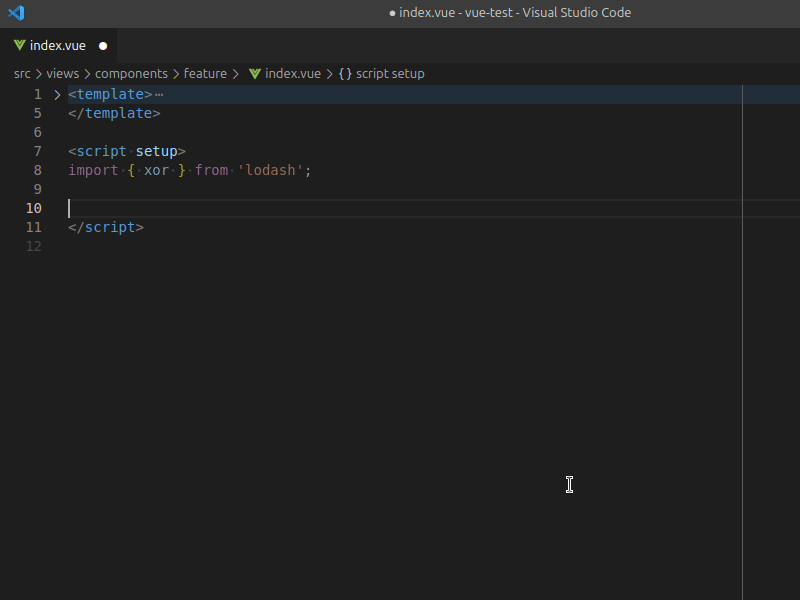 ● index.vue - vue-test - Visual Studio Code
index.vue ●
src > views > components > feature > index.vue > {} script setup
1 > <template>⋯
5 </template>
6
7 <script·setup>
8 import·{·xor·}·from·'lodash';
9
10
11 </script>
12